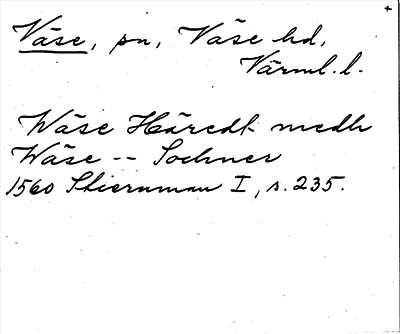 Väse, sn, Väse hd,
Värml. l.
Wäse Häredt medh
Wäse -- Sochner
1560 Stiernman I, s. 235.